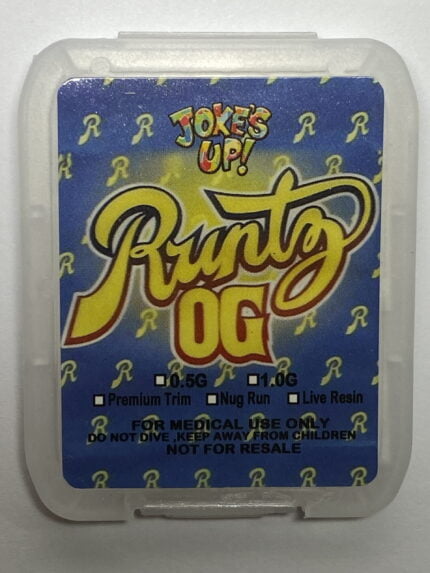 JOKE'S
UP!
Runtz
OG
0.5G 1.0G
Premium Trim Nug Run Live Resin
FOR MEDICAL USE ONLY
DO NOT DIVE ,KEEP AWAY FROM CHILDREN
NOT FOR RESALE